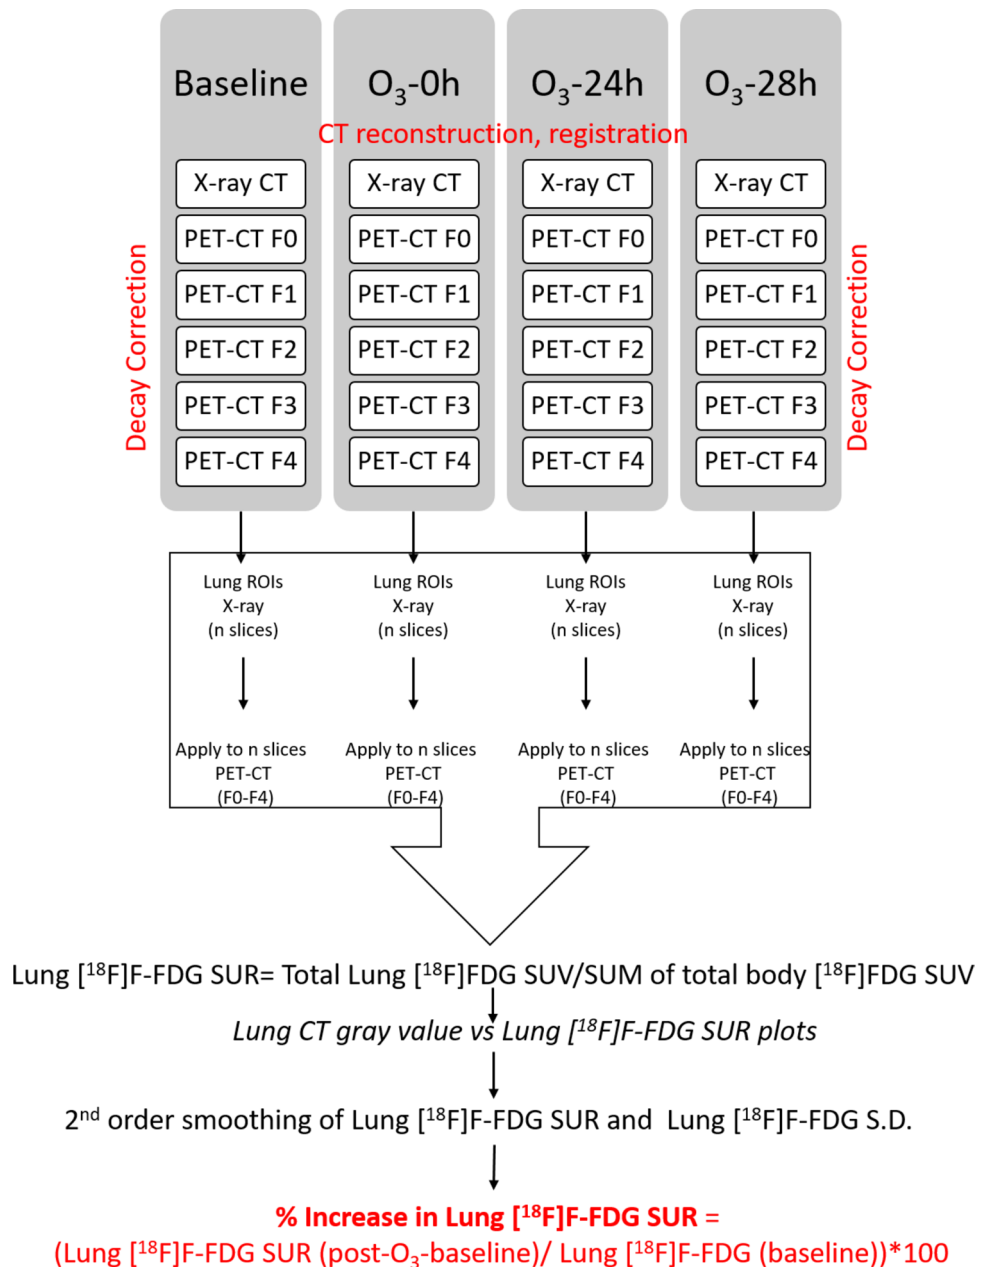 Baseline
O₃-0h
O₃-24h
O₃-28h
CT reconstruction, registration
Decay Correction
X-ray CT
X-ray CT
X-ray CT
X-ray CT
PET-CT F0
PET-CT F0
PET-CT F0
PET-CT F0
PET-CT F1
PET-CT F1
PET-CT F1
PET-CT F1
PET-CT F2
PET-CT F2
PET-CT F2
PET-CT F2
PET-CT F3
PET-CT F3
PET-CT F3
PET-CT F3
PET-CT F4
PET-CT F4
PET-CT F4
PET-CT F4
Decay Correction
Lung ROIs
X-ray
(n slices)
Lung ROIs
X-ray
(n slices)
Lung ROIs
X-ray
(n slices)
Lung ROIs
X-ray
(n slices)
Apply to n slices
PET-CT
(F0-F4)
Apply to n slices
PET-CT
(F0-F4)
Apply to n slices
PET-CT
(F0-F4)
Apply to n slices
PET-CT
(F0-F4)
Lung [¹⁸F]F-FDG SUR= Total Lung [¹⁸F]FDG SUV/SUM of total body [¹⁸F]FDG SUV
Lung CT gray value vs Lung [¹⁸F]F-FDG SUR plots
2ⁿᵈ order smoothing of Lung [¹⁸F]F-FDG SUR and Lung [¹⁸F]F-FDG S.D.
% Increase in Lung [¹⁸F]F-FDG SUR =
(Lung [¹⁸F]F-FDG SUR (post-O₃-baseline)/ Lung [¹⁸F]F-FDG (baseline))*100